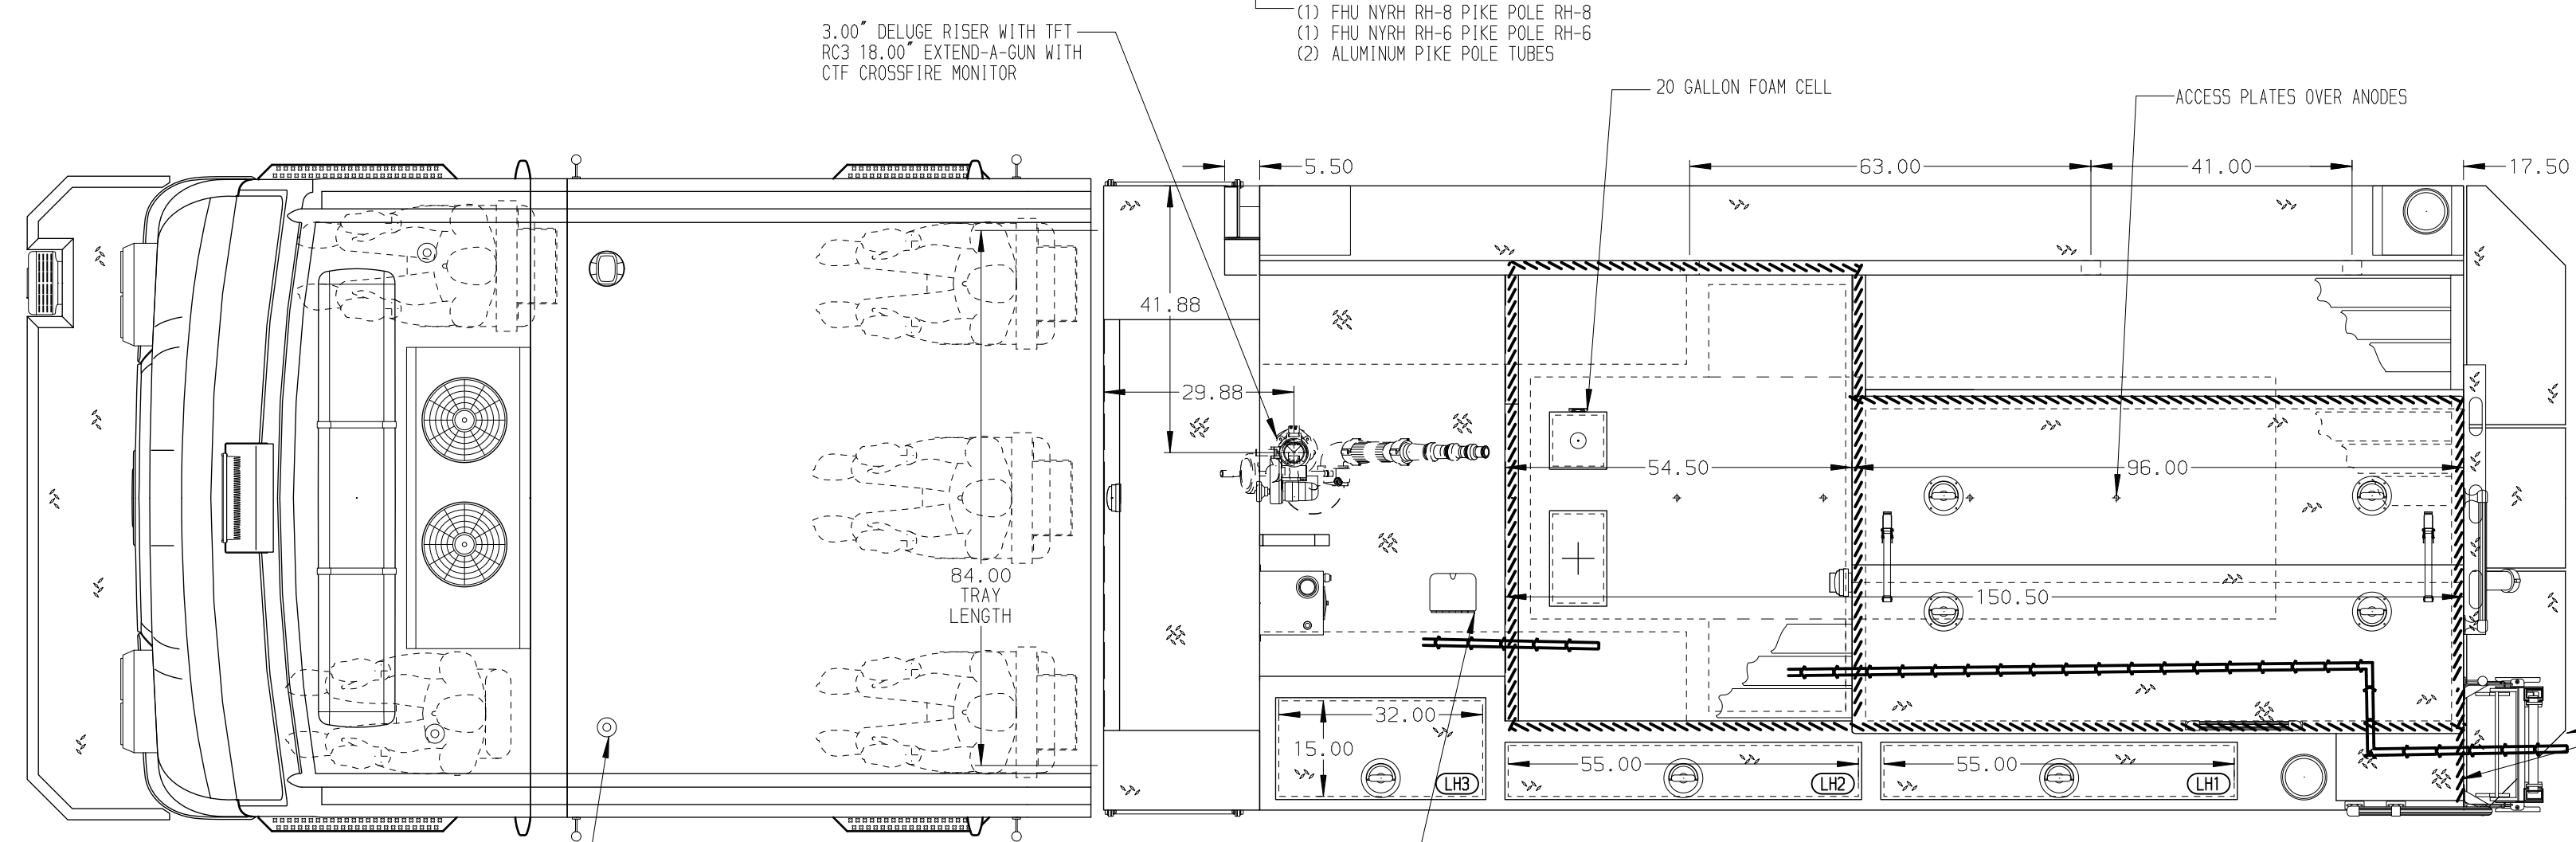 (1) FHU NYRH RH-8 PIKE POLE RH-8
(1) FHU NYRH RH-6 PIKE POLE RH-6
(2) ALUMINUM PIKE POLE TUBES
3.00" DELUGE RISER WITH TFT
RC3 18.00" EXTEND-A-GUN WITH
CTF CROSSFIRE MONITOR
20 GALLON FOAM CELL
ACCESS PLATES OVER ANODES
5.50
63.00
41.00
17.50
41.88
29.88
54.50
96.00
84.00
TRAY
LENGTH
150.50
32.00
15.00
LH3
55.00
LH2
55.00
LH1